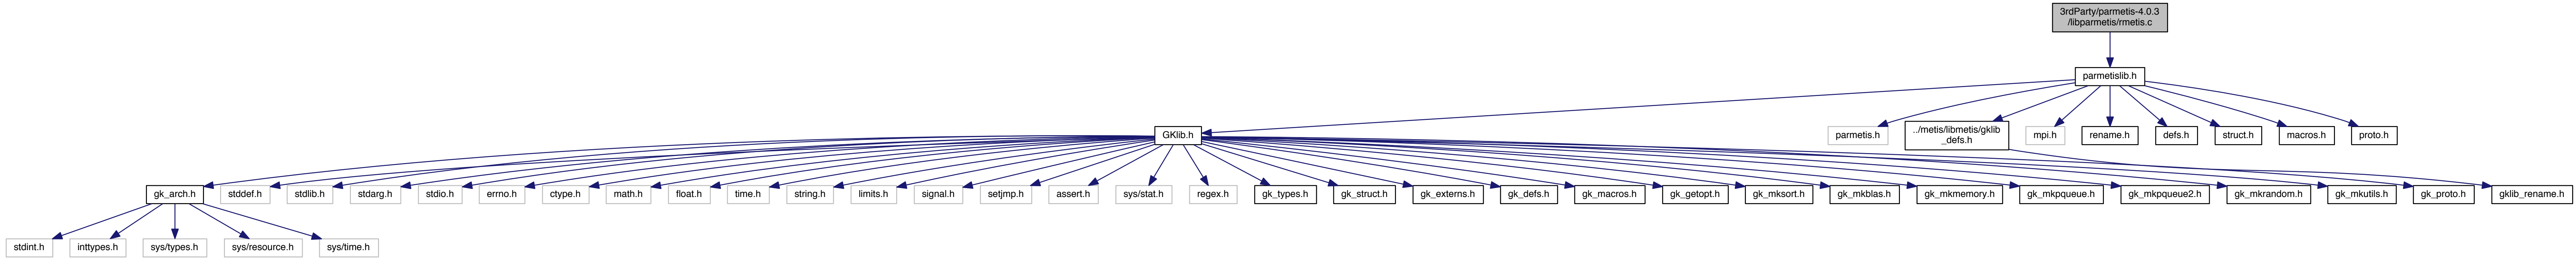 3rdParty/parmetis-4.0.3
/libparmetis/rmetis.c
parmetislib.h
GKlib.h
parmetis.h
../metis/libmetis/gklib
_defs.h
mpi.h
rename.h
defs.h
struct.h
macros.h
proto.h
gk_arch.h
stddef.h
stdlib.h
stdarg.h
stdio.h
errno.h
ctype.h
math.h
float.h
time.h
string.h
limits.h
signal.h
setjmp.h
assert.h
sys/stat.h
regex.h
gk_types.h
gk_struct.h
gk_externs.h
gk_defs.h
gk_macros.h
gk_getopt.h
gk_mksort.h
gk_mkblas.h
gk_mkmemory.h
gk_mkpqueue.h
gk_mkpqueue2.h
gk_mkrandom.h
gk_mkutils.h
gk_proto.h
gklib_rename.h
stdint.h
inttypes.h
sys/types.h
sys/resource.h
sys/time.h